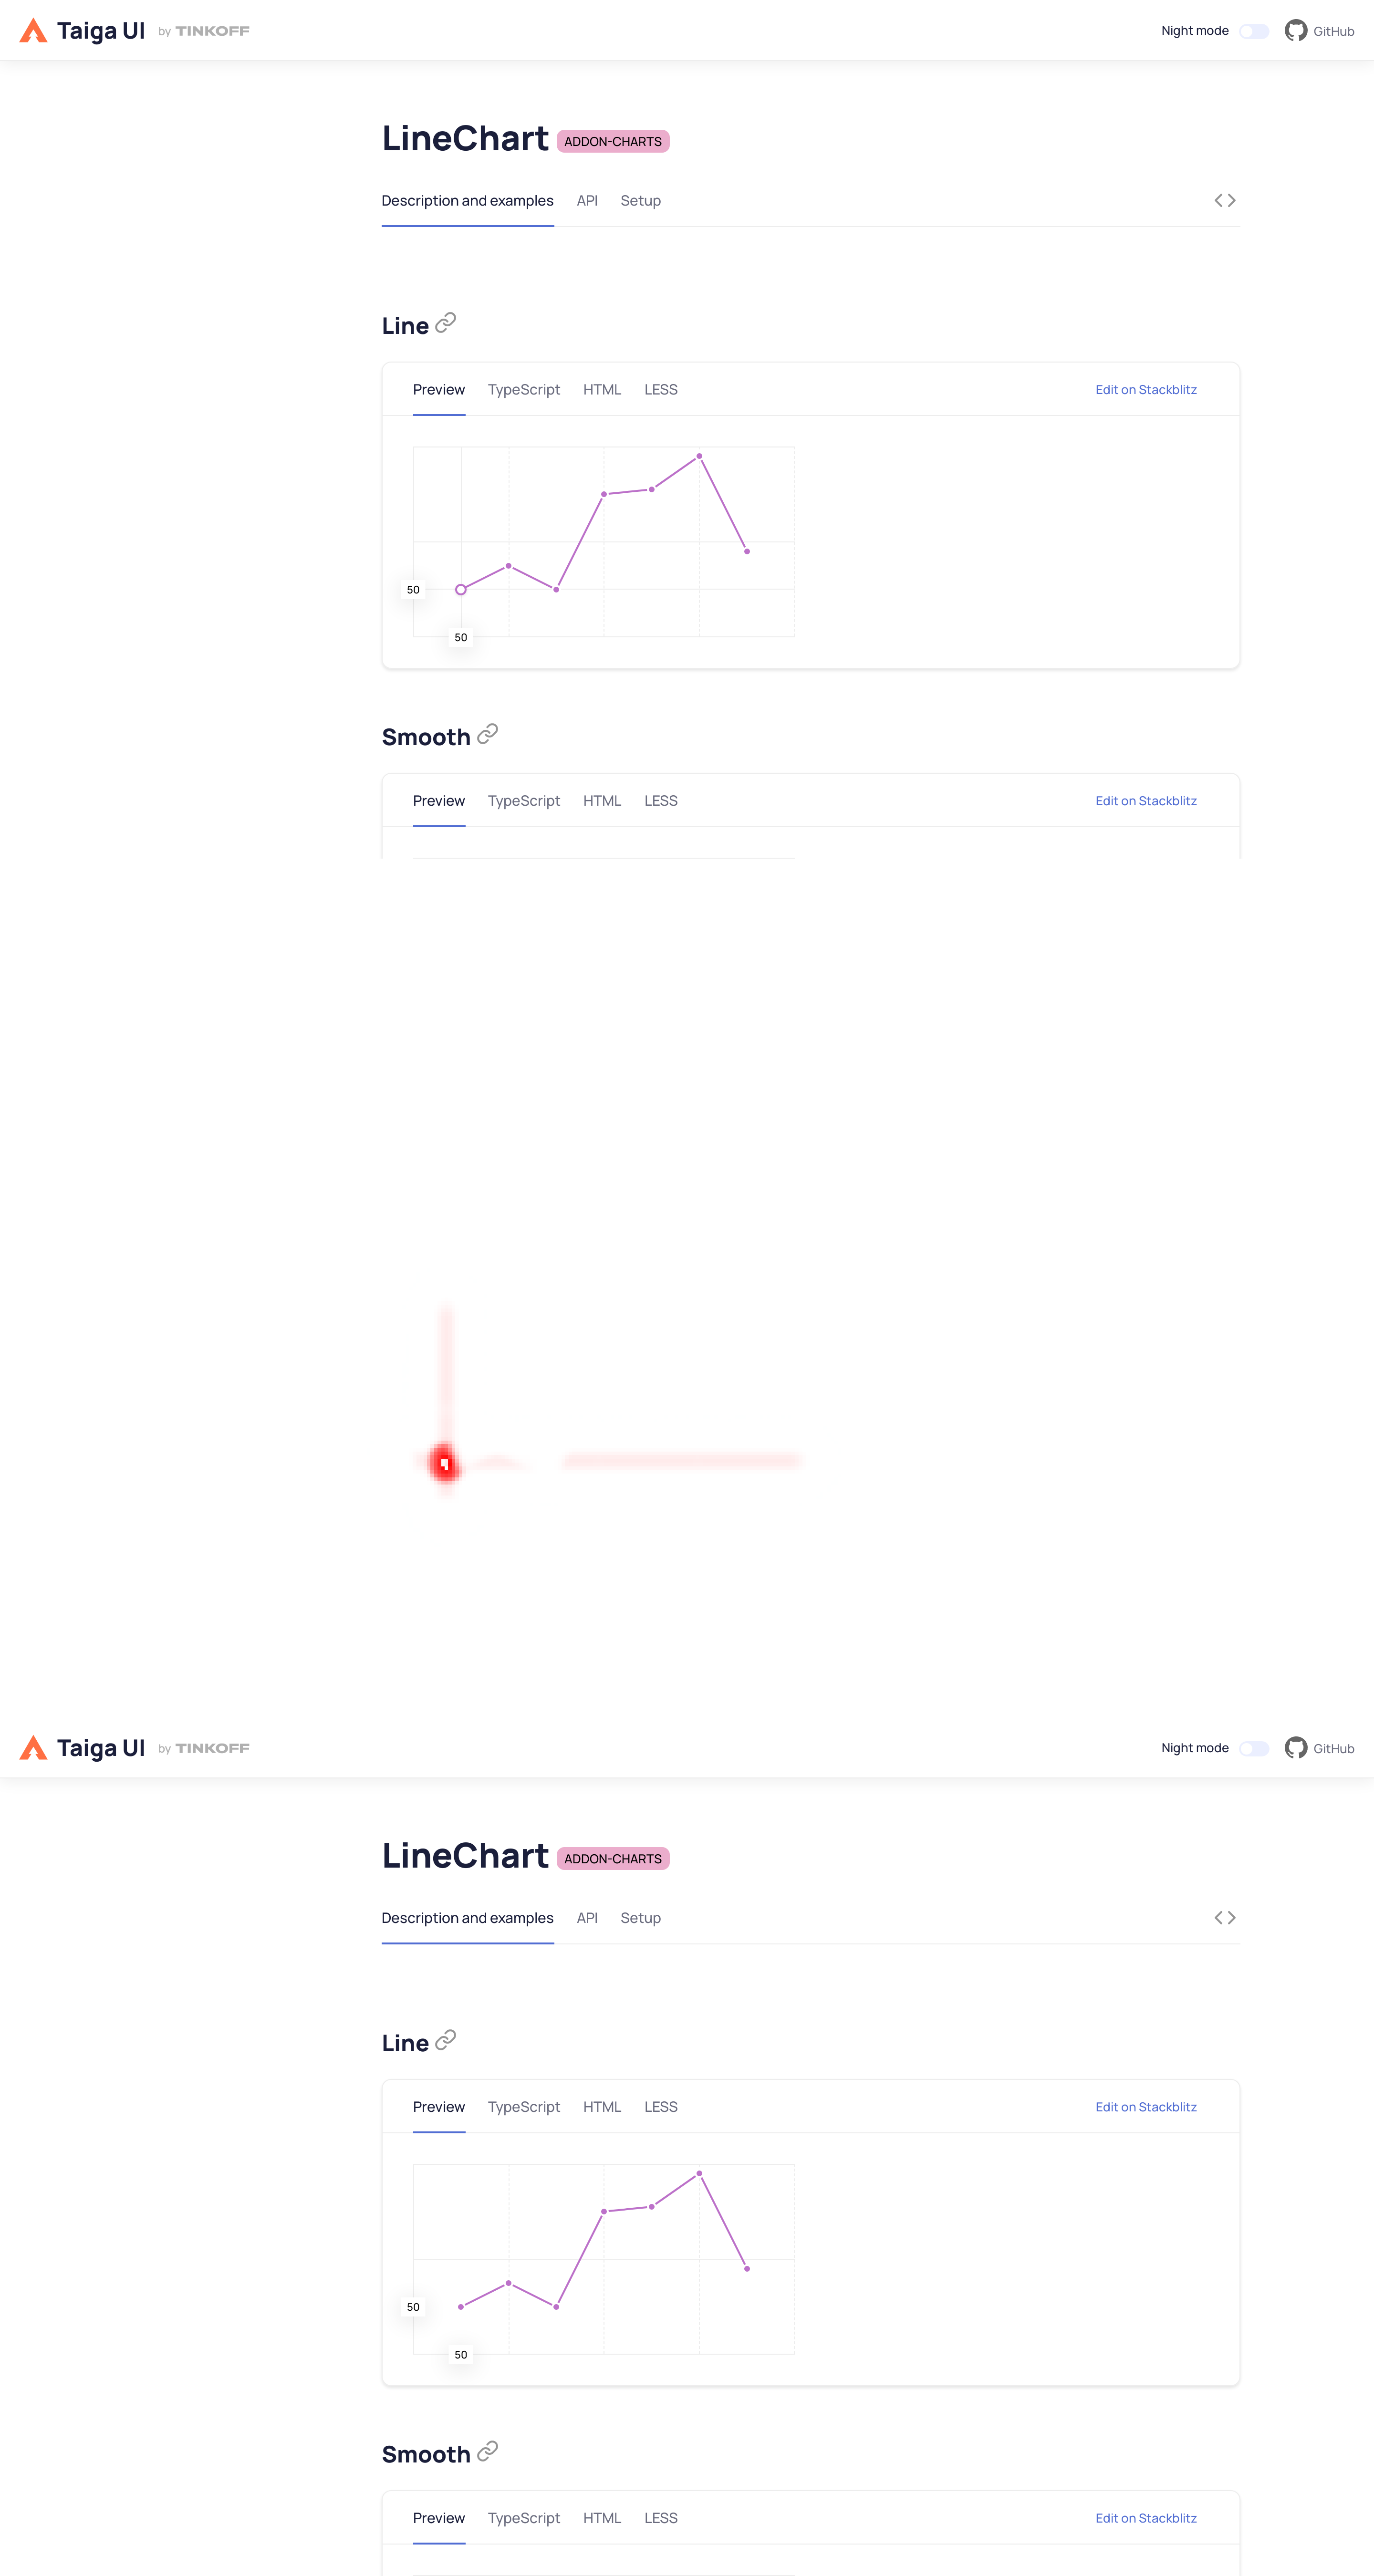 Taiga UI by TINKOFF Night mode GitHub
LineChart ADDON-CHARTS
Description and examples API Setup
Line
Preview TypeScript HTML LESS Edit on Stackblitz
50
50
Smooth
Preview TypeScript HTML LESS Edit on Stackblitz
Taiga UI by TINKOFF Night mode GitHub
LineChart ADDON-CHARTS
Description and examples API Setup
Line
Preview TypeScript HTML LESS Edit on Stackblitz
50
50
Smooth
Preview TypeScript HTML LESS Edit on Stackblitz